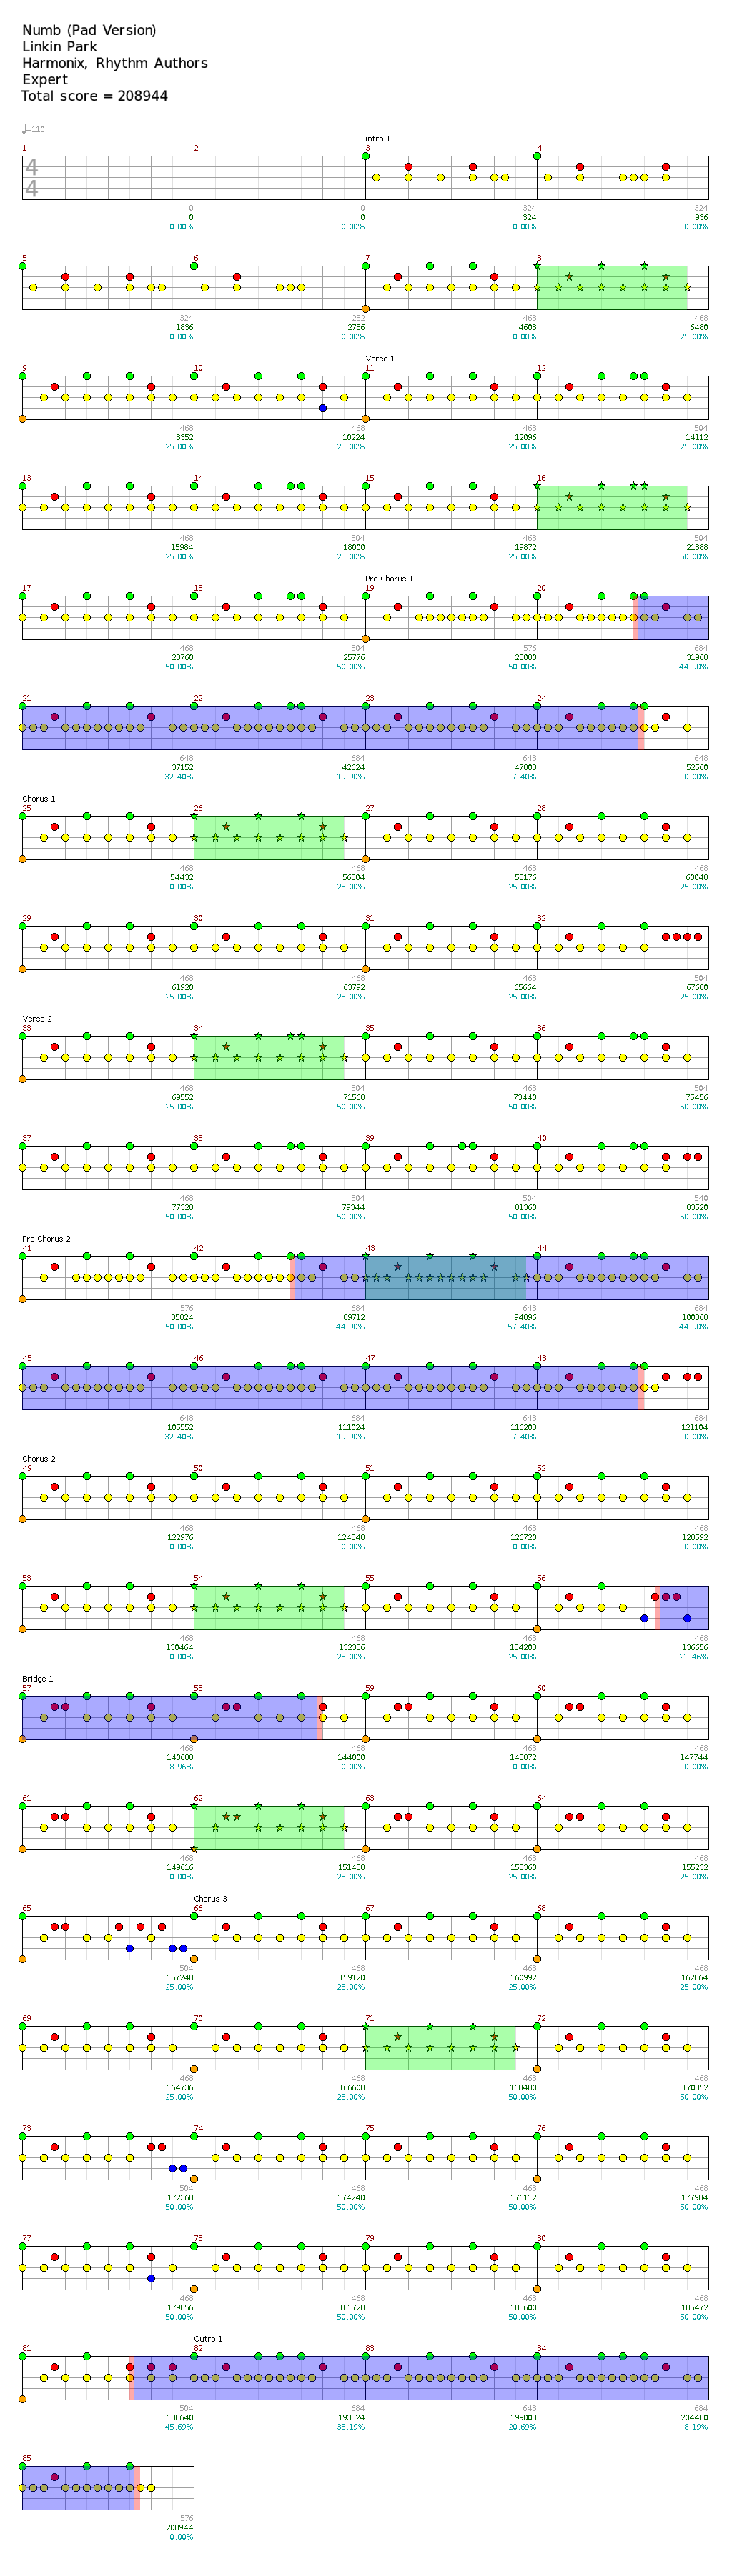 Numb (Pad Version)
Linkin Park
Harmonix, Rhythm Authors
Expert
Total score = 208944
♩=110
intro 1
1 2 3 4
4
4
0 0 324 324
0 0 324 936
0.00% 0.00% 0.00% 0.00%
5 6 7 8
324 252 468 468
1836 2736 4608 6480
0.00% 0.00% 0.00% 25.00%
Verse 1
9 10 11 12
468 468 468 504
8352 10224 12096 14112
25.00% 25.00% 25.00% 25.00%
13 14 15 16
468 504 468 504
15984 18000 19872 21888
25.00% 25.00% 25.00% 50.00%
Pre-Chorus 1
17 18 19 20
468 504 576 684
23760 25776 28080 31968
50.00% 50.00% 50.00% 44.90%
21 22 23 24
648 684 648 648
37152 42624 47808 52560
32.40% 19.90% 7.40% 0.00%
Chorus 1
25 26 27 28
468 468 468 468
54432 56304 58176 60048
0.00% 25.00% 25.00% 25.00%
29 30 31 32
468 468 468 504
61920 63792 65664 67680
25.00% 25.00% 25.00% 25.00%
Verse 2
33 34 35 36
468 504 468 504
69552 71568 73440 75456
25.00% 50.00% 50.00% 50.00%
37 38 39 40
468 504 504 540
77328 79344 81360 83520
50.00% 50.00% 50.00% 50.00%
Pre-Chorus 2
41 42 43 44
576 684 648 684
85824 89712 94896 100368
50.00% 44.90% 57.40% 44.90%
45 46 47 48
648 684 648 684
105552 111024 116208 121104
32.40% 19.90% 7.40% 0.00%
Chorus 2
49 50 51 52
468 468 468 468
122976 124848 126720 128592
0.00% 0.00% 0.00% 0.00%
53 54 55 56
468 468 468 468
130464 132336 134208 136656
0.00% 25.00% 25.00% 21.46%
Bridge 1
57 58 59 60
468 468 468 468
140688 144000 145872 147744
8.96% 0.00% 0.00% 0.00%
61 62 63 64
468 468 468 468
149616 151488 153360 155232
0.00% 25.00% 25.00% 25.00%
Chorus 3
65 66 67 68
504 468 468 468
157248 159120 160992 162864
25.00% 25.00% 25.00% 25.00%
69 70 71 72
468 468 468 468
164736 166608 168480 170352
25.00% 25.00% 50.00% 50.00%
73 74 75 76
504 468 468 468
172368 174240 176112 177984
50.00% 50.00% 50.00% 50.00%
77 78 79 80
468 468 468 468
179856 181728 183600 185472
50.00% 50.00% 50.00% 50.00%
Outro 1
81 82 83 84
504 684 648 684
188640 193824 199008 204480
45.69% 33.19% 20.69% 8.19%
85
576
208944
0.00%